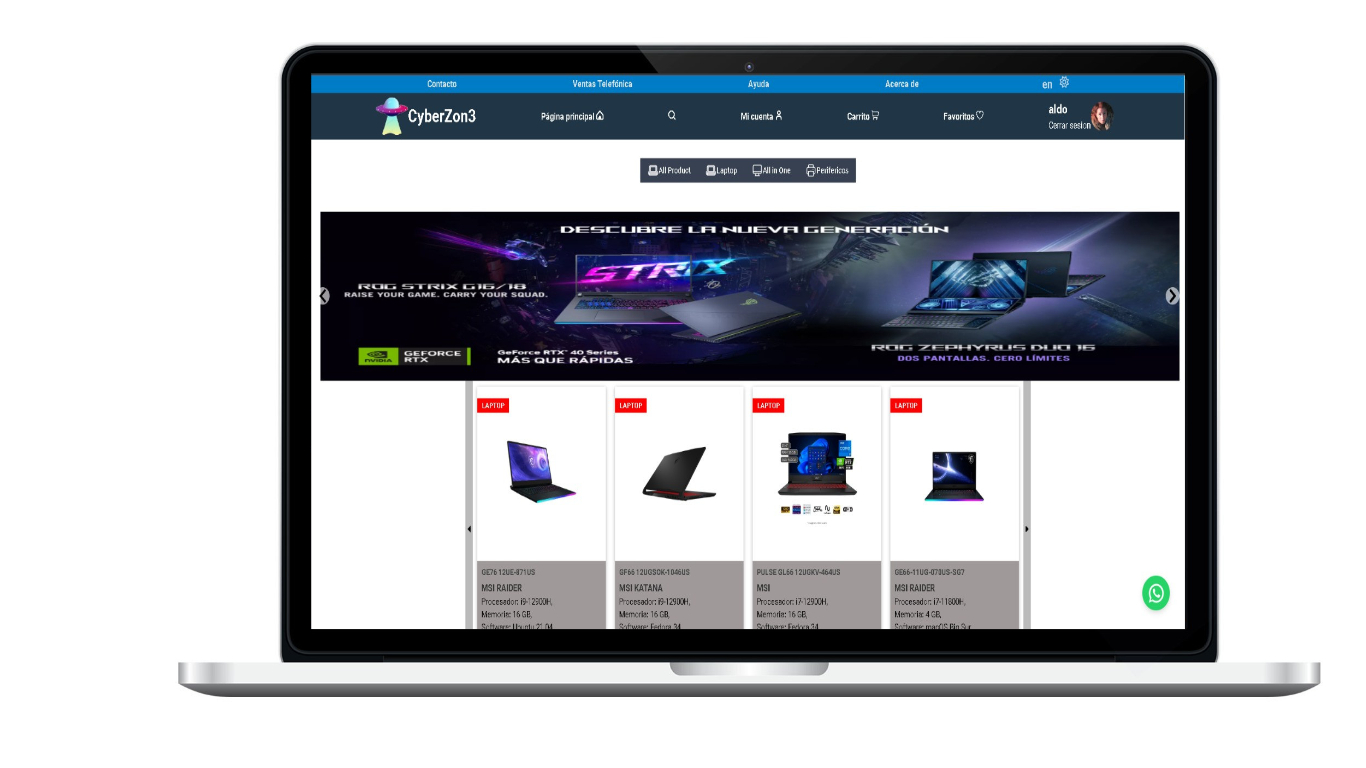 Contacto
Ventas Telefónica
Ayuda
Acerca de
en
CyberZon3
Página principal
Mi cuenta
Carrito
Favoritos
aldo
Cerrar sesion
All Product
Laptop
All in One
Perifericos
DESCUBRE LA NUEVA GENERACIÓN
STRIX
ROG STRIX G16/18
RAISE YOUR GAME. CARRY YOUR SQUAD.
NVIDIA
GEFORCE
RTX
GeForce RTX™ 40 Series
MÁS QUE RÁPIDAS
ROG ZEPHYRUS DUO 16
DOS PANTALLAS. CERO LÍMITES
LAPTOP
LAPTOP
LAPTOP
LAPTOP
GE76 12UE-871US
MSI RAIDER
Procesador: i9-12900H,
Memoria: 16 GB,
Software: Ubuntu 21.04
GF66 12UGSOK-1046US
MSI KATANA
Procesador: i9-12900H,
Memoria: 16 GB,
Software: Fedora 34
PULSE GL66 12UGKV-464US
MSI
Procesador: i7-12900H,
Memoria: 16 GB,
Software: Fedora 34
GE66-11UG-070US-SG7
MSI RAIDER
Procesador: i7-11800H,
Memoria: 4 GB,
Software: macOS Big Sur